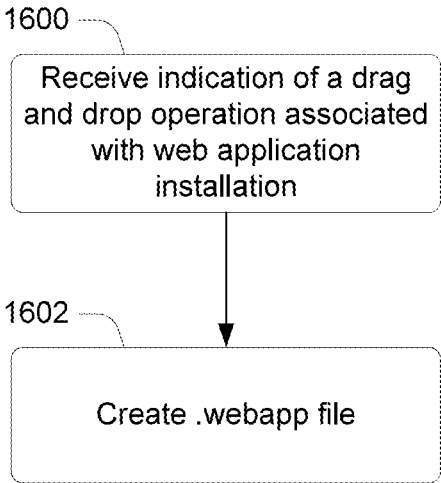 1600
Receive indication of a drag
and drop operation associated
with web application
installation
1602
Create .webapp file